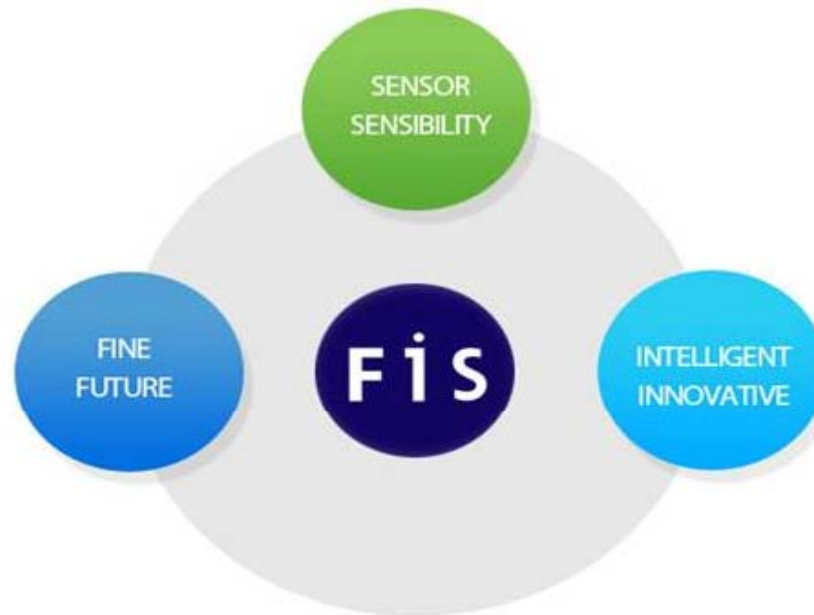 SENSOR
SENSIBILITY
FINE
FUTURE
FiS
INTELLIGENT
INNOVATIVE